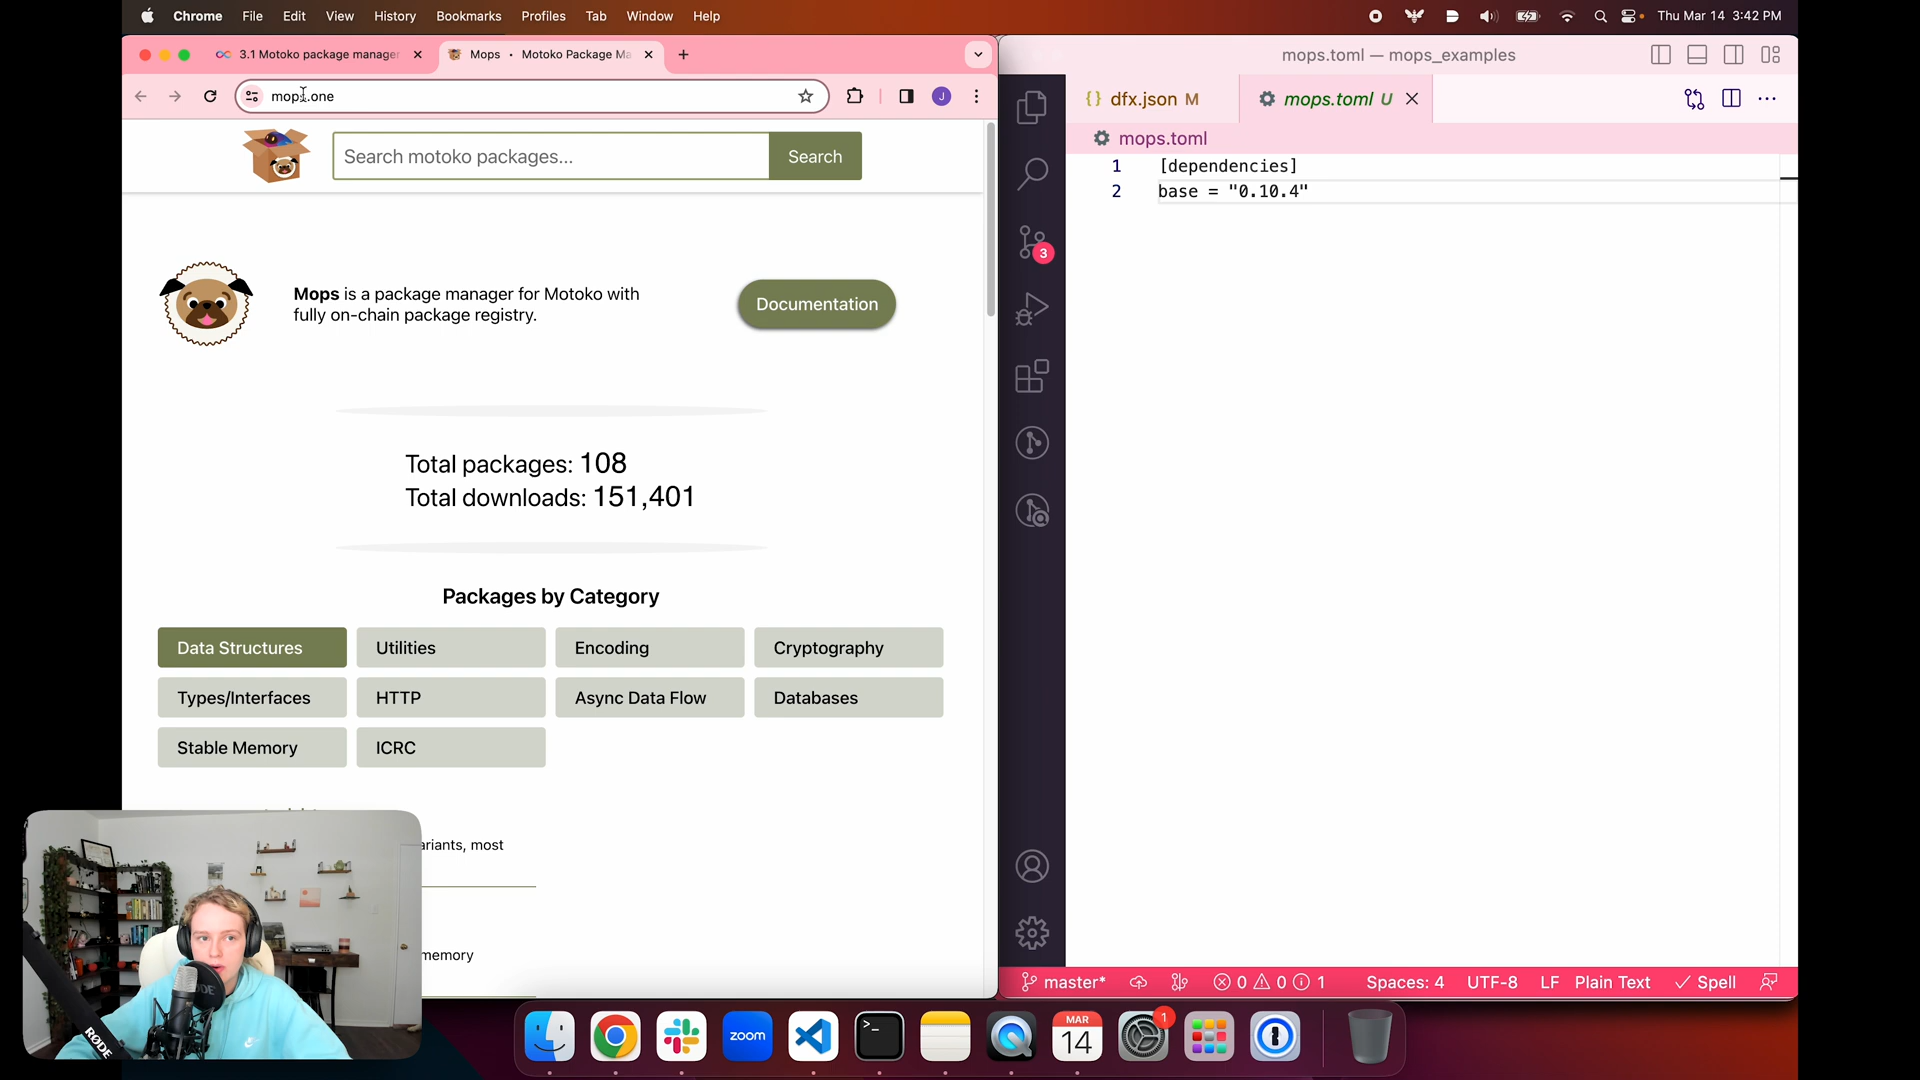 Chrome File Edit View History Bookmarks Profiles Tab Window Help
Thu Mar 14 3:42 PM
3.1 Motoko package manager
Mops • Motoko Package Ma
mops.one
J
Search motoko packages...
Search
Mops is a package manager for Motoko with
fully on-chain package registry.
Documentation
Total packages: 108
Total downloads: 151,401
Packages by Category
Data Structures
Utilities
Encoding
Cryptography
Types/Interfaces
HTTP
Async Data Flow
Databases
Stable Memory
ICRC
ariants, most
memory
RØDE
mops.toml — mops_examples
{} dfx.json M
mops.toml U
mops.toml
1 [dependencies]
2 base = "0.10.4"
3
master*
0 0 1
Spaces: 4
UTF-8
LF
Plain Text
Spell
zoom
>_
MAR
14
1